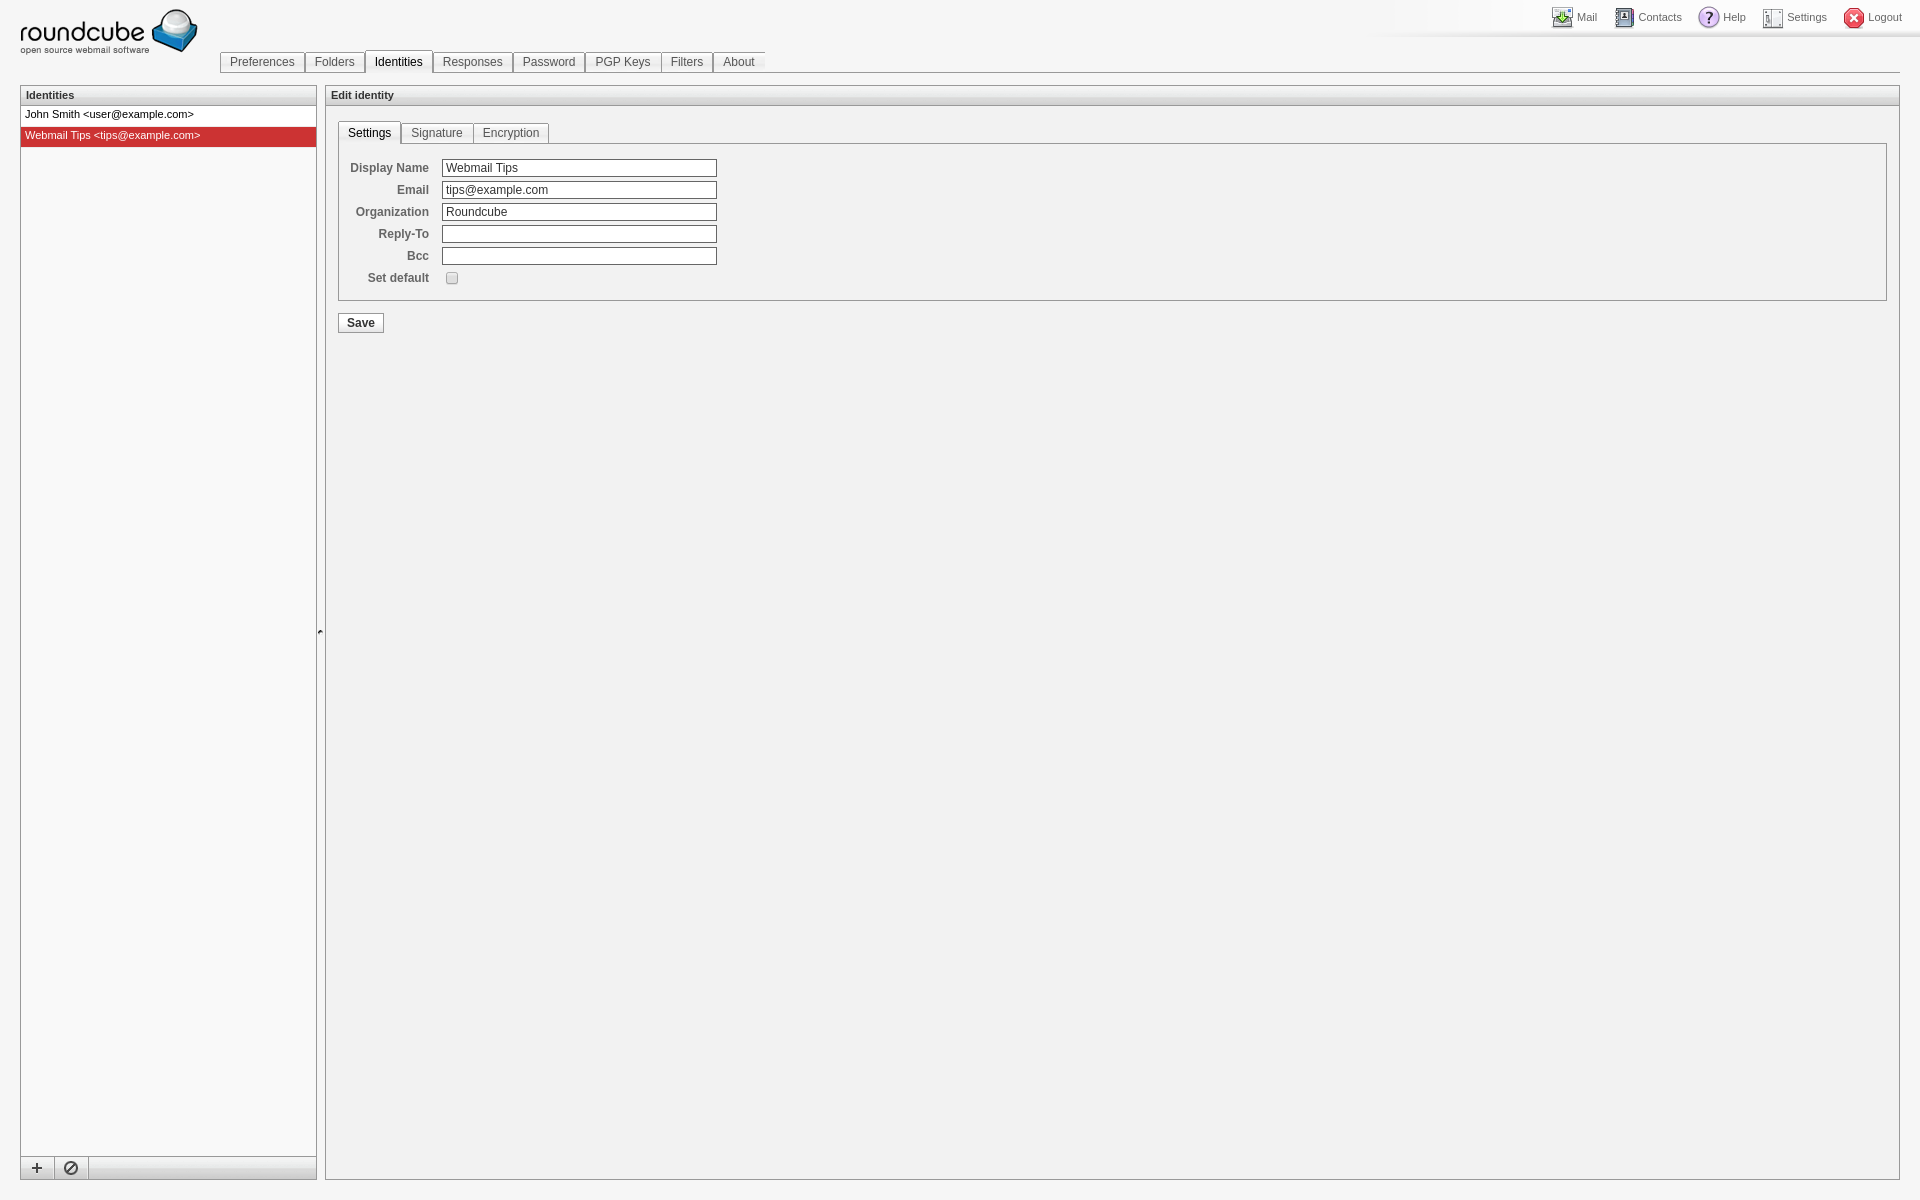 roundcube
open source webmail software
Mail
Contacts
? Help
Settings
Logout
Preferences
Folders
Identities
Responses
Password
PGP Keys
Filters
About
Identities
John Smith <user@example.com>
Webmail Tips <tips@example.com>
Edit identity
Settings
Signature
Encryption
Display Name Webmail Tips
Email tips@example.com
Organization Roundcube
Reply-To
Bcc
Set default
Save